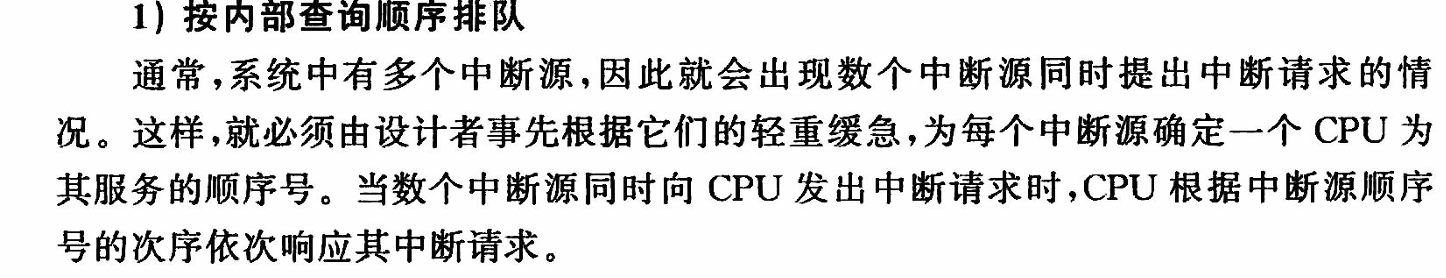 1) 按内部查询顺序排队
通常,系统中有多个中断源,因此就会出现数个中断源同时提出中断请求的情
况。这样,就必须由设计者事先根据它们的轻重缓急,为每个中断源确定一个 CPU 为
其服务的顺序号。当数个中断源同时向 CPU 发出中断请求时,CPU 根据中断源顺序
号的次序依次响应其中断请求。